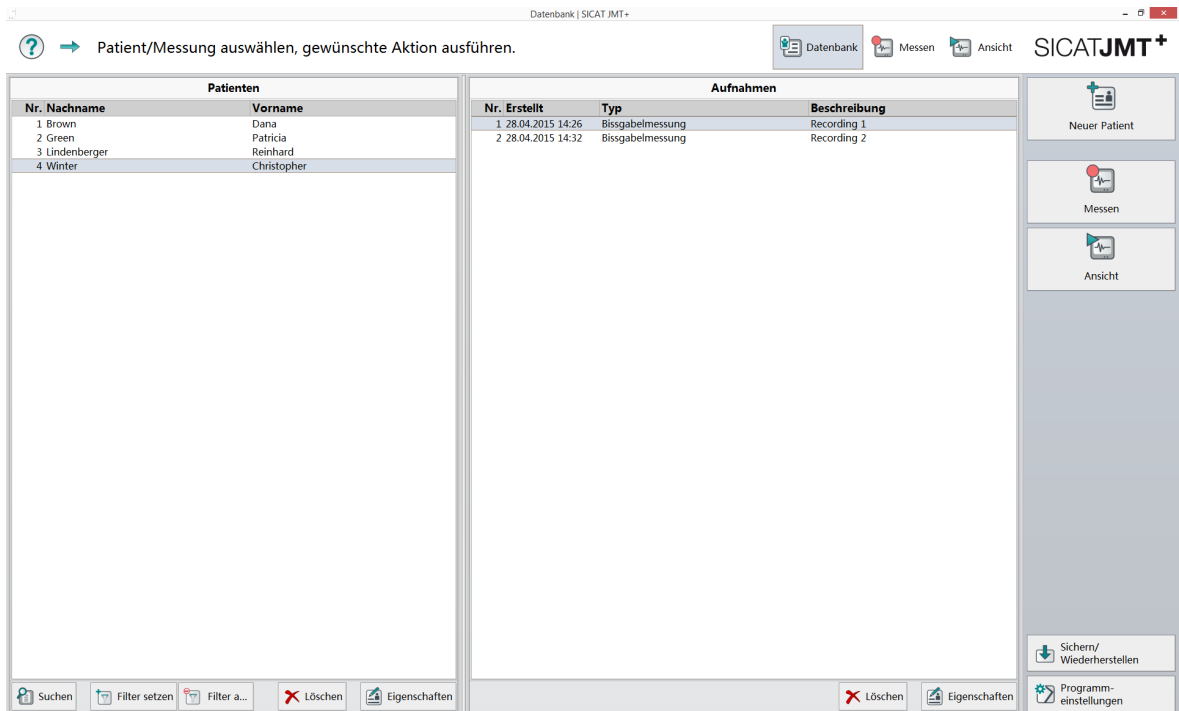 Datenbank | SICAT JMT+
Patient/Messung auswählen, gewünschte Aktion ausführen.
Datenbank
Messen
Ansicht
SICATJMT+
Patienten
Nr. Nachname Vorname
1 Brown Dana
2 Green Patricia
3 Lindenberger Reinhard
4 Winter Christopher
Suchen
Filter setzen
Filter a...
Löschen
Eigenschaften
Aufnahmen
Nr. Erstellt Typ Beschreibung
1 28.04.2015 14:26 Bissgabelmessung Recording 1
2 28.04.2015 14:32 Bissgabelmessung Recording 2
Löschen
Eigenschaften
Neuer Patient
Messen
Ansicht
Sichern/
Wiederherstellen
Programm-
einstellungen